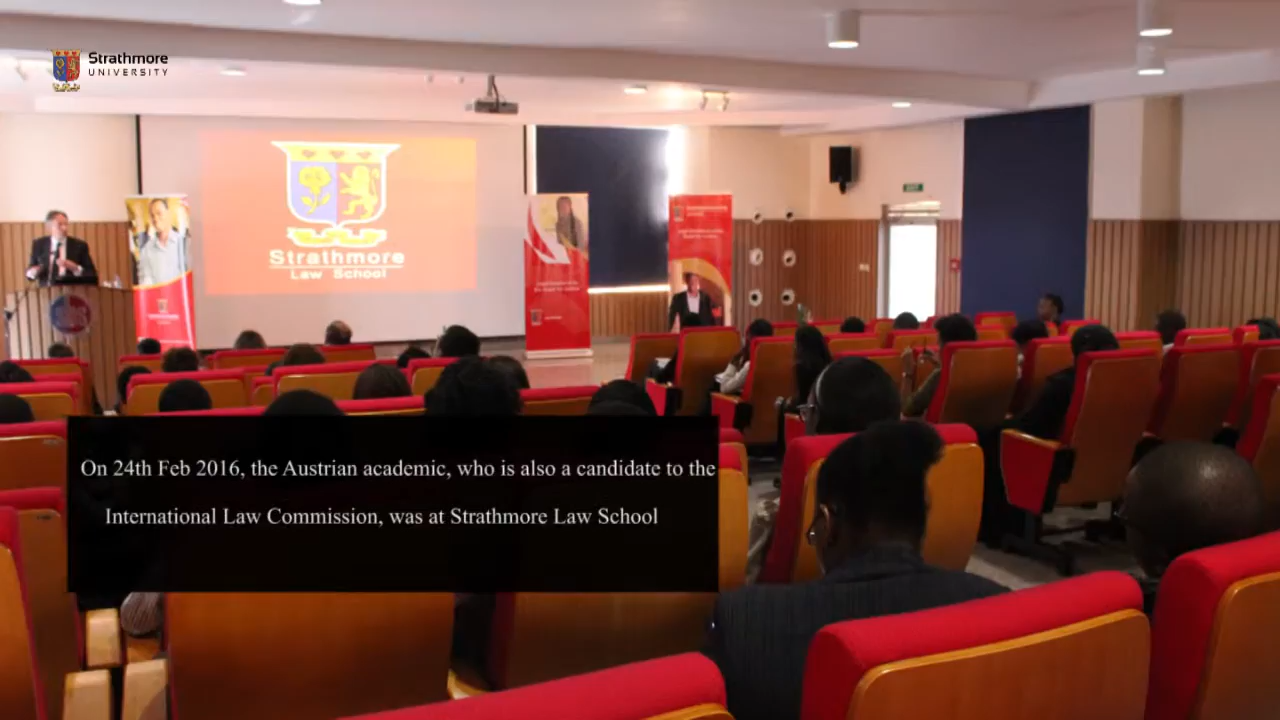 Strathmore
UNIVERSITY
Strathmore
Law School
On 24th Feb 2016, the Austrian academic, who is also a candidate to the
International Law Commission, was at Strathmore Law School